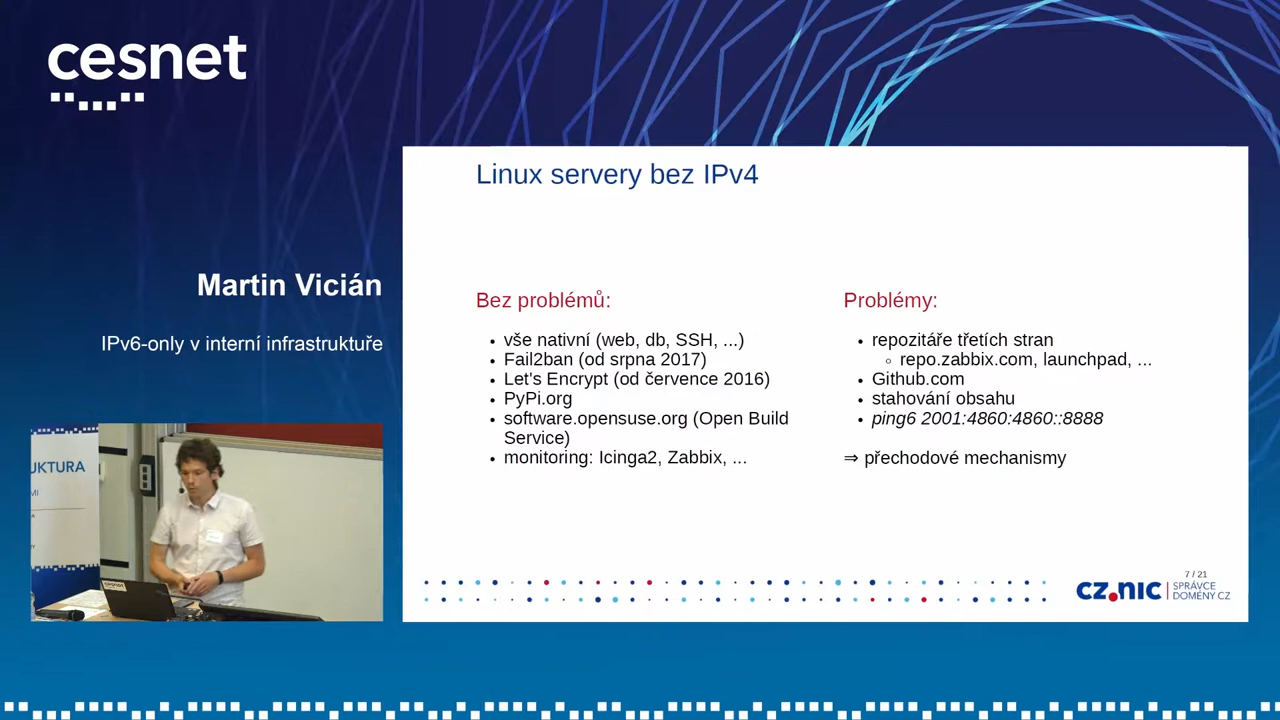 cesnet
Martin Vicián
IPv6-only v interní infrastruktuře
UKTURA
Linux servery bez IPv4
Bez problémů:
• vše nativní (web, db, SSH, ...)
• Fail2ban (od srpna 2017)
• Let's Encrypt (od července 2016)
• PyPi.org
• software.opensuse.org (Open Build
Service)
• monitoring: Icinga2, Zabbix, ...
Problémy:
• repozitáře třetích stran
◦ repo.zabbix.com, launchpad, ...
• Github.com
• stahování obsahu
• ping6 2001:4860:4860::8888
⇒ přechodové mechanismy
7 / 21
CZ.NIC
SPRÁVCE
DOMÉNY CZ